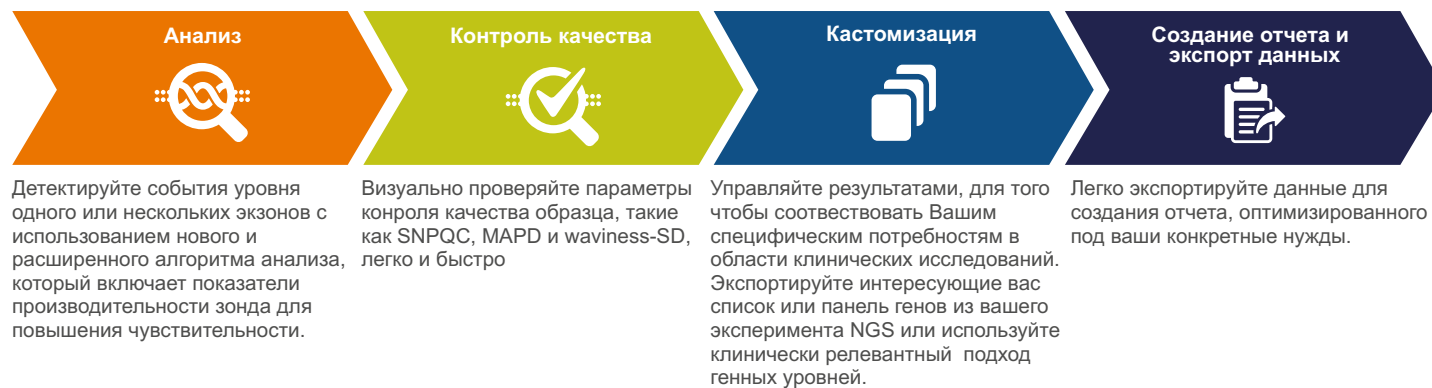 Анализ
Детектируйте события уровня
одного или нескольких экзонов с
использованием нового и
расширенного алгоритма анализа,
который включает показатели
производительности зонда для
повышения чувствительности.
Контроль качества
Визуально проверяйте параметры
конроля качества образца, такие
как SNPQC, MAPD и waviness-SD,
легко и быстро
Кастомизация
Управляйте результатами, для того
чтобы соотвествовать Вашим
специфическим потребностям в
области клинических исследований.
Экспортируйте интересующие вас
список или панель генов из вашего
эксперимента NGS или используйте
клинически релевантный  подход
генных уровней.
Создание отчета и
экспорт данных
Легко экспортируйте данные для
создания отчета, оптимизированного
под ваши конкретные нужды.